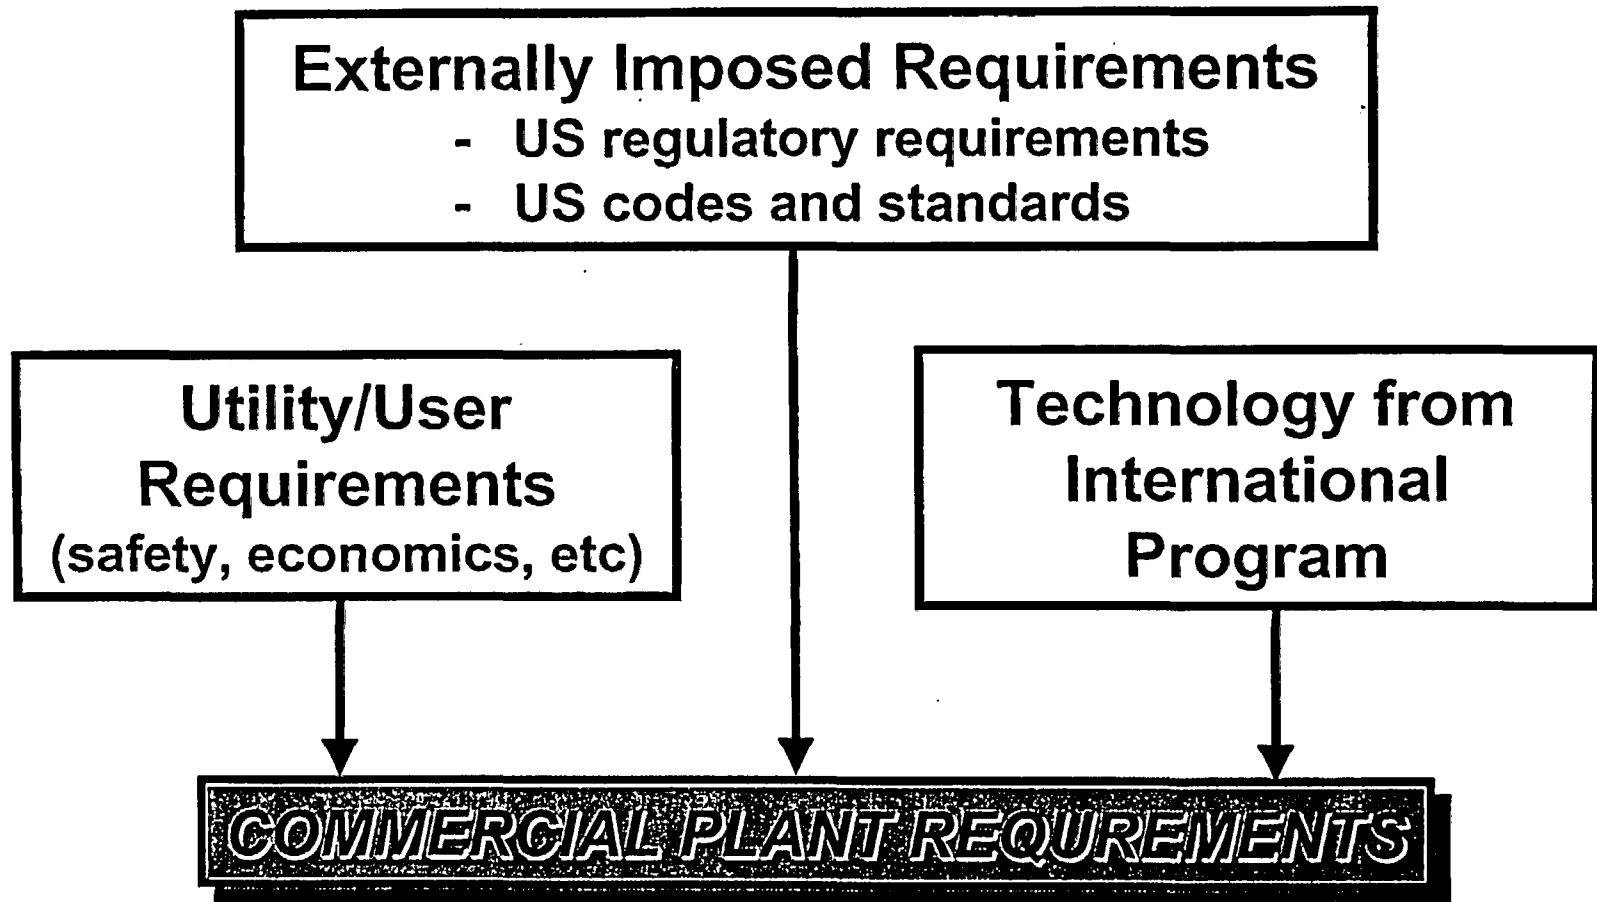 Externally Imposed Requirements
- US regulatory requirements
- US codes and standards
Utility/User
Requirements
(safety, economics, etc)
Technology from
International
Program
COMMERCIAL PLANT REQUREMENTS